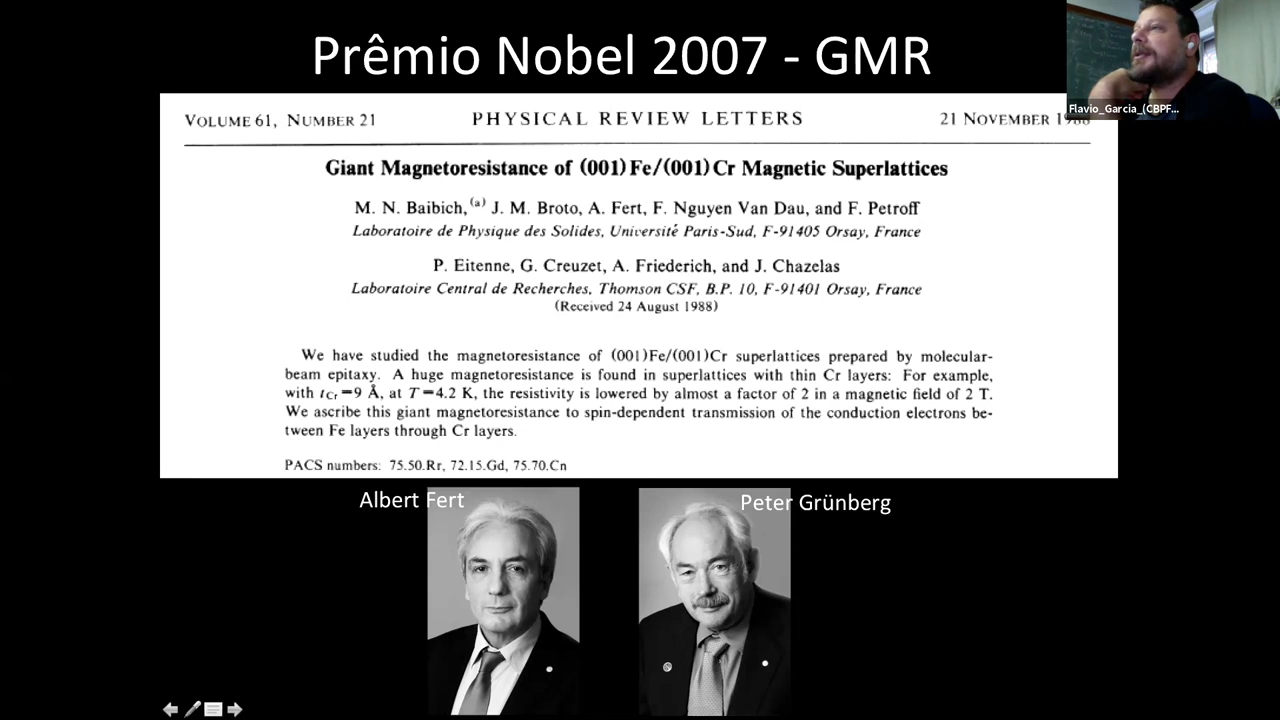 Prêmio Nobel 2007 - GMR
Flavio_Garcia_(CBPF...
VOLUME 61, NUMBER 21
PHYSICAL REVIEW LETTERS
21 NOVEMBER 1988
Giant Magnetoresistance of (001)Fe/(001)Cr Magnetic Superlattices
M. N. Baibich,(a) J. M. Broto, A. Fert, F. Nguyen Van Dau, and F. Petroff
Laboratoire de Physique des Solides, Université Paris-Sud, F-91405 Orsay, France
P. Eitenne, G. Creuzet, A. Friederich, and J. Chazelas
Laboratoire Central de Recherches, Thomson CSF, B.P. 10, F-91401 Orsay, France
(Received 24 August 1988)
We have studied the magnetoresistance of (001)Fe/(001)Cr superlattices prepared by molecular-
beam epitaxy. A huge magnetoresistance is found in superlattices with thin Cr layers: For example,
with tCr=9 Å, at T=4.2 K, the resistivity is lowered by almost a factor of 2 in a magnetic field of 2 T.
We ascribe this giant magnetoresistance to spin-dependent transmission of the conduction electrons be-
tween Fe layers through Cr layers.
PACS numbers: 75.50.Rr, 72.15.Gd, 75.70.Cn
Albert Fert
Peter Grünberg